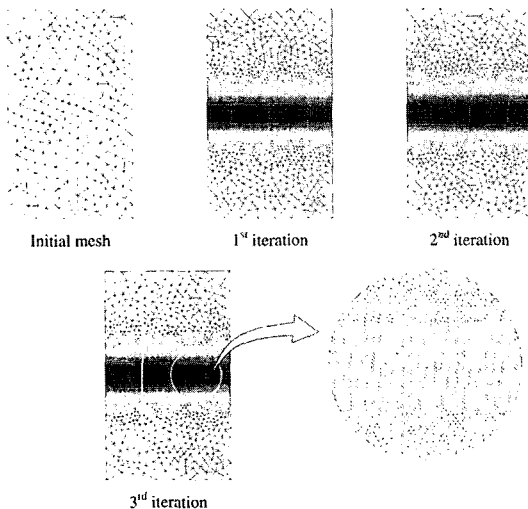 Initial mesh
1st iteration
2nd iteration
3rd iteration